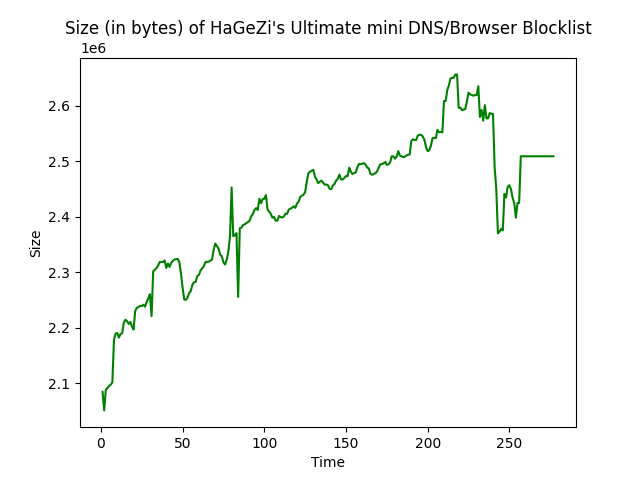 Size (in bytes) of HaGeZi's Ultimate mini DNS/Browser Blocklist
1e6
2.6
2.5
2.4
2.3
2.2
2.1
Size
0 50 100 150 200 250
Time